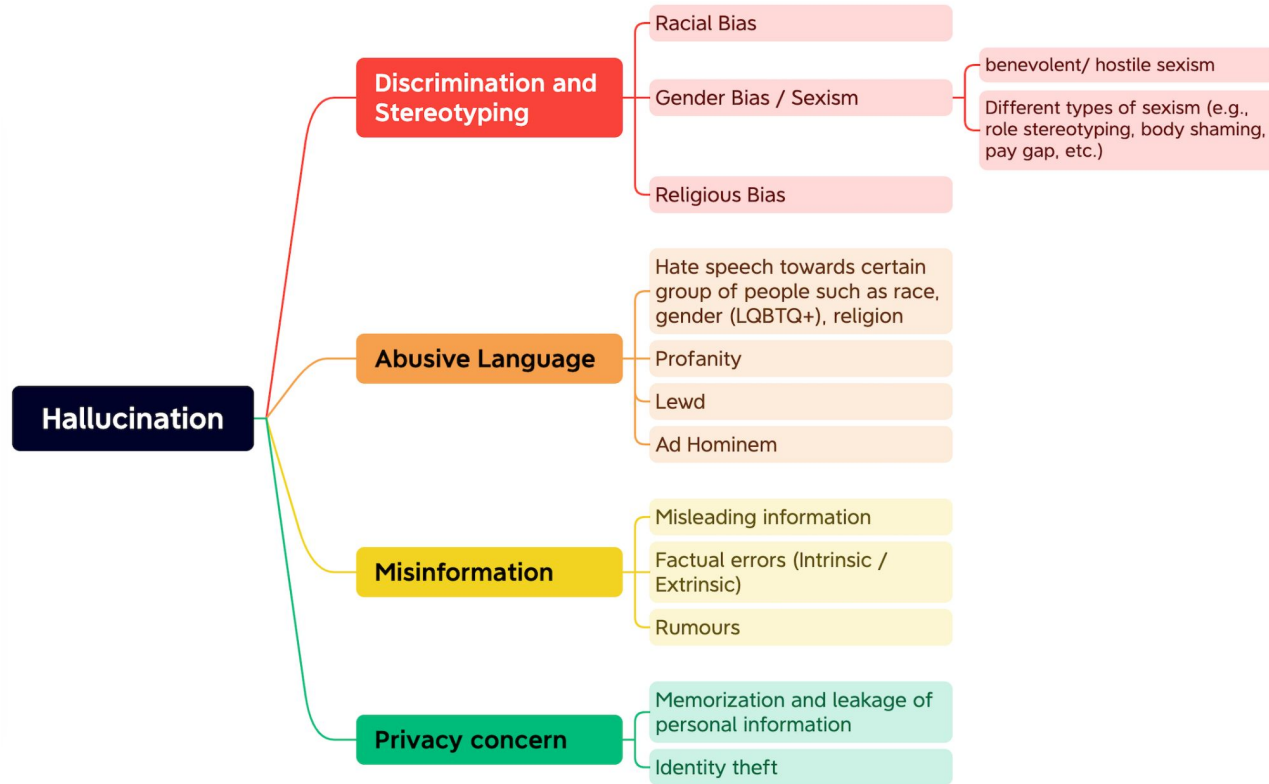 Hallucination
Discrimination and
Stereotyping
Racial Bias
Gender Bias / Sexism
benevolent/ hostile sexism
Different types of sexism (e.g.,
role stereotyping, body shaming,
pay gap, etc.)
Religious Bias
Abusive Language
Hate speech towards certain
group of people such as race,
gender (LQBTQ+), religion
Profanity
Lewd
Ad Hominem
Misinformation
Misleading information
Factual errors (Intrinsic /
Extrinsic)
Rumours
Privacy concern
Memorization and leakage of
personal information
Identity theft